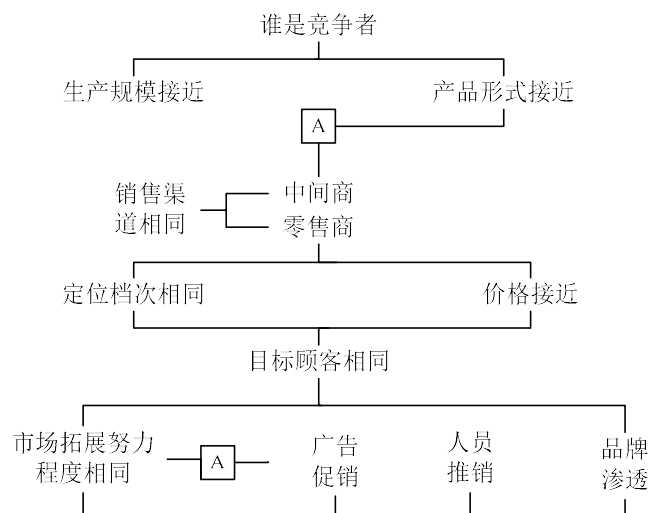 谁是竞争者
生产规模接近
产品形式接近
A
销售渠
道相同
中间商
零售商
定位档次相同
价格接近
目标顾客相同
市场拓展努力
程度相同
A
广告
促销
人员
推销
品牌
渗透